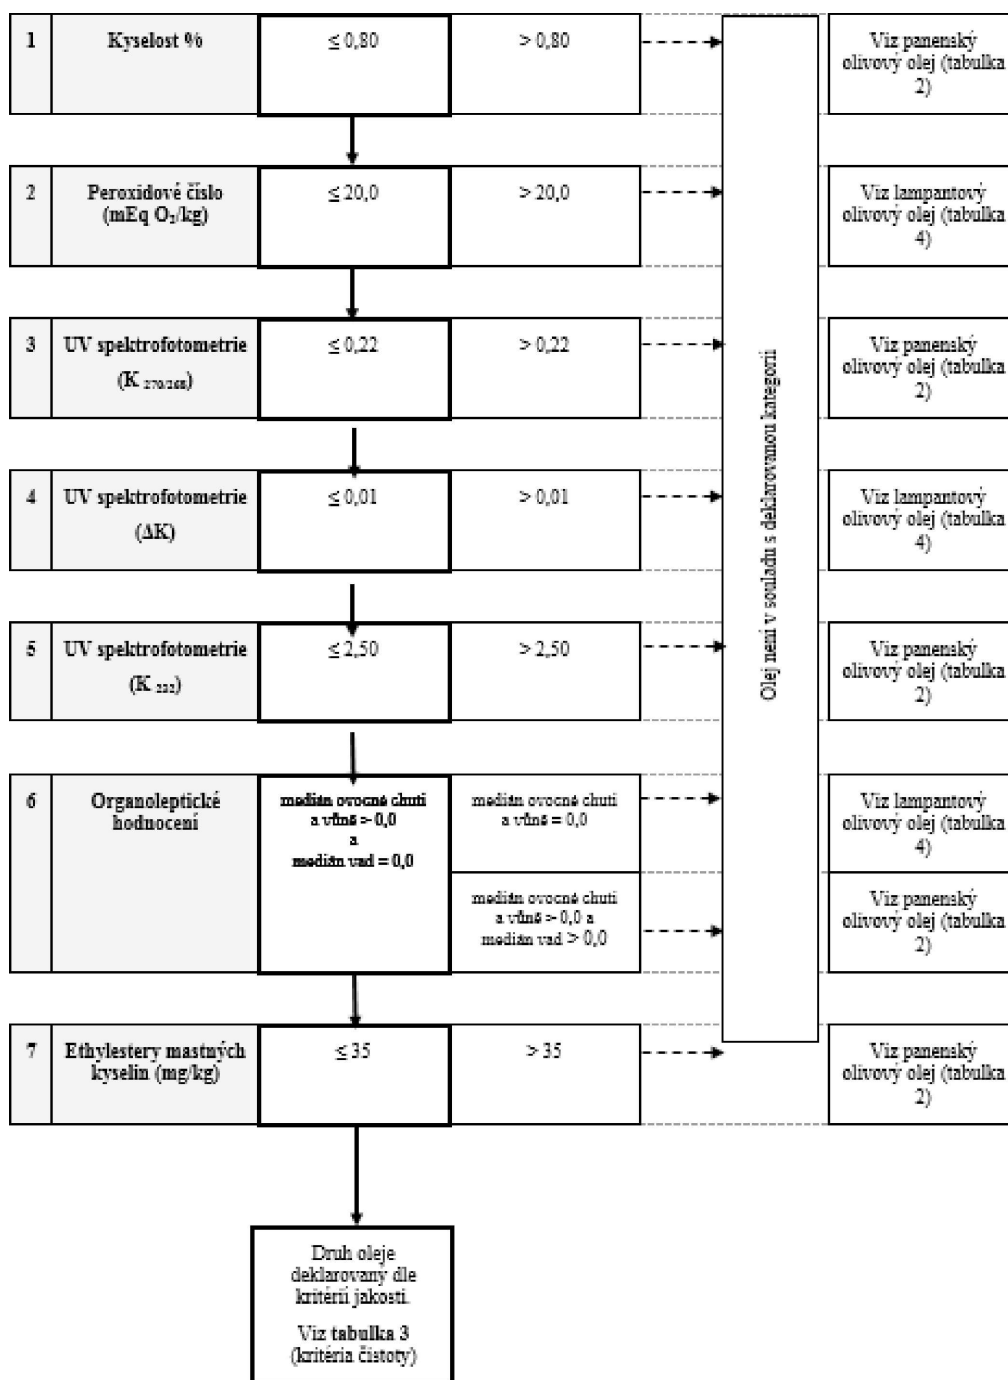 1
Kyselost %
≤ 0,80
> 0,80
Viz panenský
olivový olej (tabulka
2)
2
Peroxidové číslo
(mEq O₂/kg)
≤ 20,0
> 20,0
Viz lampantový
olivový olej (tabulka
4)
3
UV spektrofotometrie
(K 270/268)
≤ 0,22
> 0,22
Viz panenský
olivový olej (tabulka
2)
4
UV spektrofotometrie
(ΔK)
≤ 0,01
> 0,01
Viz lampantový
olivový olej (tabulka
4)
5
UV spektrofotometrie
(K 232)
≤ 2,50
> 2,50
Viz panenský
olivový olej (tabulka
2)
6
Organoleptické
hodnocení
medián ovocné chuti
a vůně > 0,0
a
medián vad = 0,0
medián ovocné chuti
a vůně = 0,0
Viz lampantový
olivový olej (tabulka
4)
medián ovocné chuti
a vůně > 0,0 a
medián vad > 0,0
Viz panenský
olivový olej (tabulka
2)
7
Ethylestery mastných
kyselin (mg/kg)
≤ 35
> 35
Viz panenský
olivový olej (tabulka
2)
Olej není v souladu s deklarovanou kategorií
Druh oleje
deklarovaný dle
kritérií jakosti.
Viz tabulka 3
(kritéria čistoty)